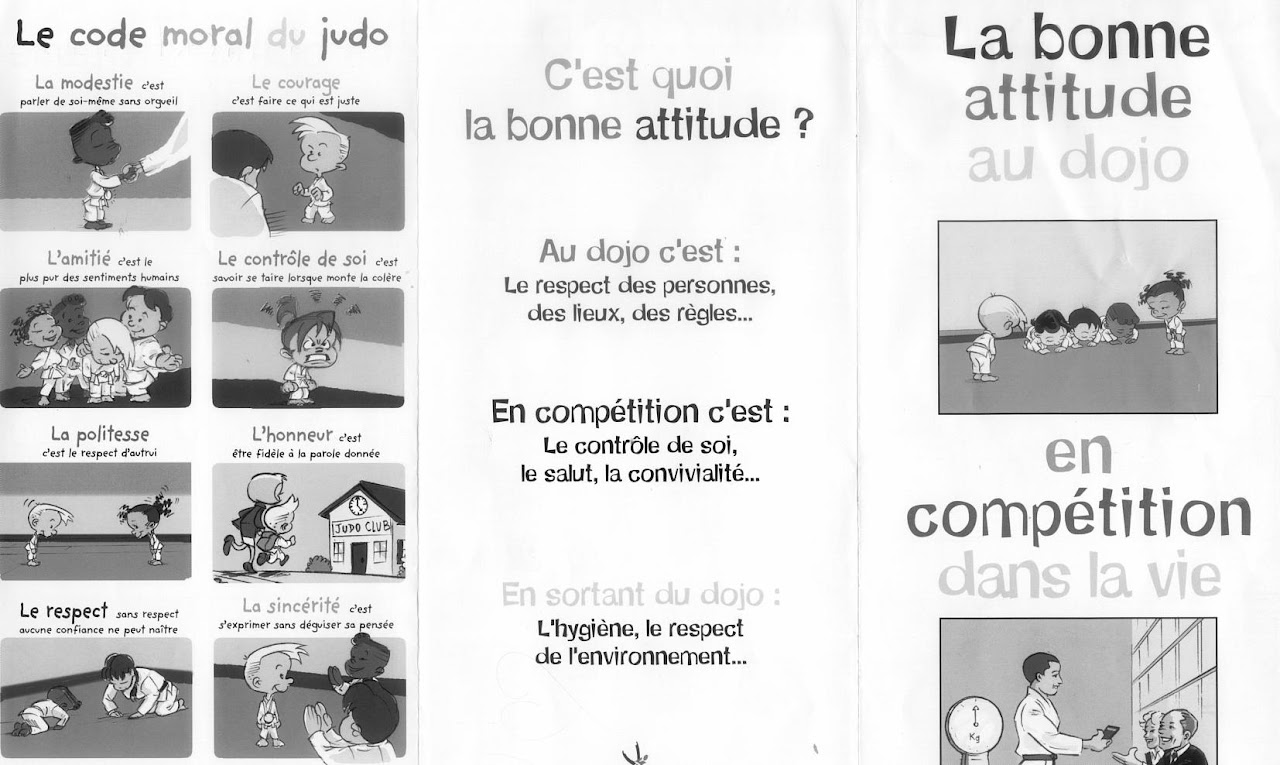 Le code moral du judo
La modestie c'est
parler de soi-même sans orgueil
Le courage
c'est faire ce qui est juste
L'amitié c'est le
plus pur des sentiments humains
Le contrôle de soi c'est
savoir se taire lorsque monte la colère
La politesse
c'est le respect d'autrui
L'honneur c'est
être fidèle à la parole donnée
JUDO CLUB
Le respect sans respect
aucune confiance ne peut naître
La sincérité c'est
s'exprimer sans déguiser sa pensée
C'est quoi
la bonne attitude ?
Au dojo c'est :
Le respect des personnes,
des lieux, des règles...
En compétition c'est :
Le contrôle de soi,
le salut, la convivialité...
En sortant du dojo :
L'hygiène, le respect
de l'environnement...
La bonne
attitude
au dojo
en
compétition
dans la vie
Kg